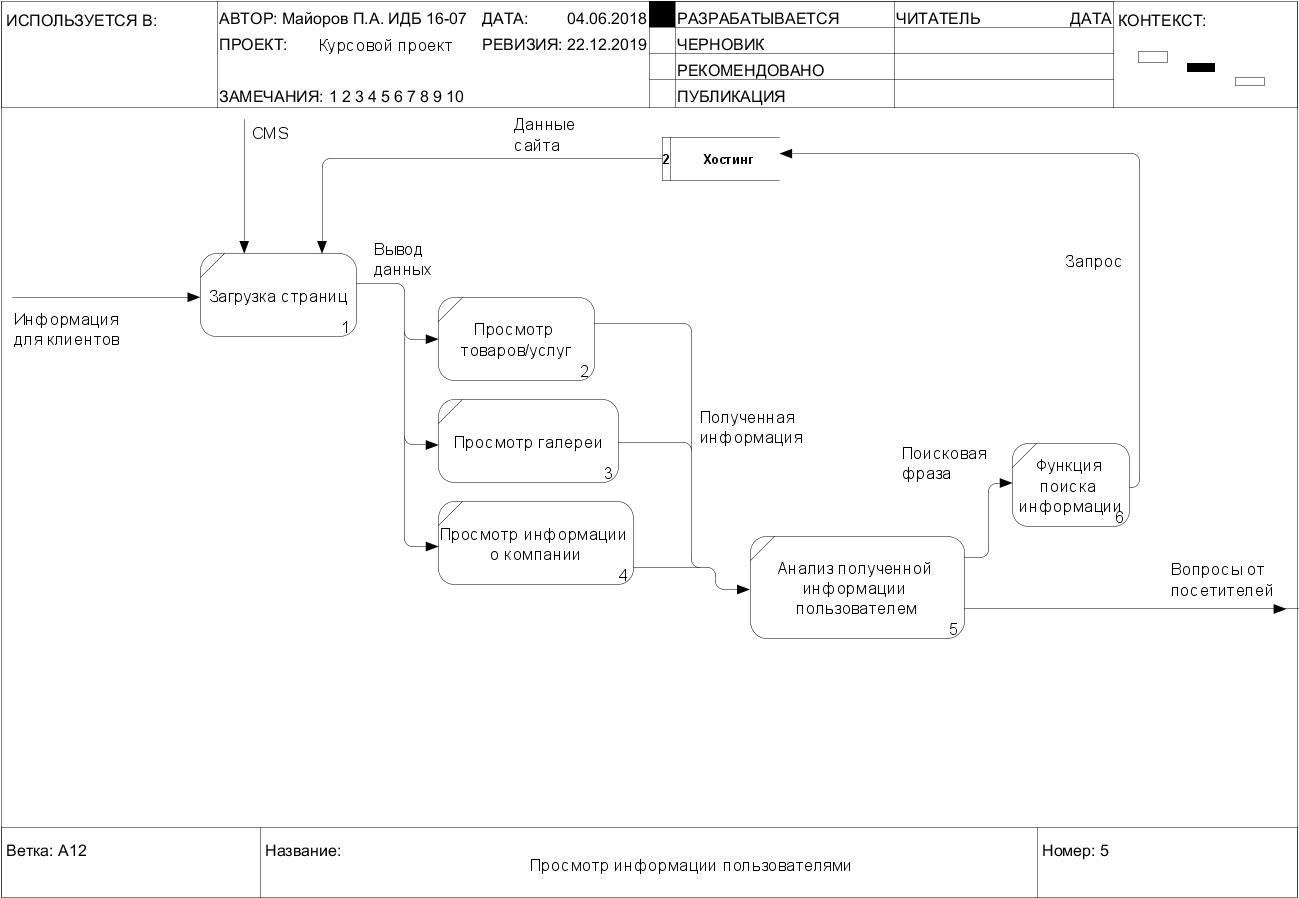 ИСПОЛЬЗУЕТСЯ В:
АВТОР: Майоров П.А. ИДБ 16-07 ДАТА: 04.06.2018
ПРОЕКТ: Курсовой проект РЕВИЗИЯ: 22.12.2019
ЗАМЕЧАНИЯ: 1 2 3 4 5 6 7 8 9 10
РАЗРАБАТЫВАЕТСЯ
ЧЕРНОВИК
РЕКОМЕНДОВАНО
ПУБЛИКАЦИЯ
ЧИТАТЕЛЬ ДАТА
КОНТЕКСТ:
CMS
Данные
сайта
2 Хостинг
Запрос
Вывод
данных
Загрузка страниц
1
Информация
для клиентов
Просмотр
товаров/услуг
2
Просмотр галереи
3
Полученная
информация
Поисковая
фраза
Функция
поиска
информации
6
Просмотр информации
о компании
4
Анализ полученной
информации
пользователем
5
Вопросы от
посетителей
Ветка: A12
Название:
Просмотр информации пользователями
Номер: 5